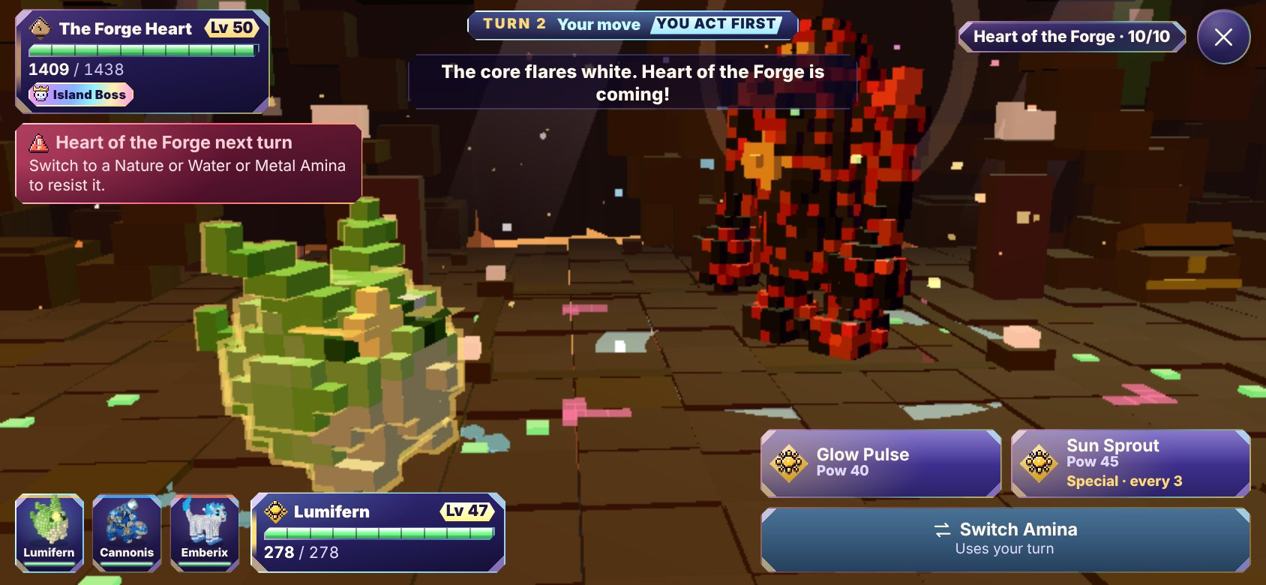 The Forge Heart Lv 50
1409 / 1438
Island Boss
TURN 2 Your move YOU ACT FIRST
Heart of the Forge · 10/10
The core flares white. Heart of the Forge is
coming!
Heart of the Forge next turn
Switch to a Nature or Water or Metal Amina
to resist it.
Glow Pulse
Pow 40
Sun Sprout
Pow 45
Special · every 3
Switch Amina
Uses your turn
Lumifern
Cannonis
Emberix
Lumifern Lv 47
278 / 278